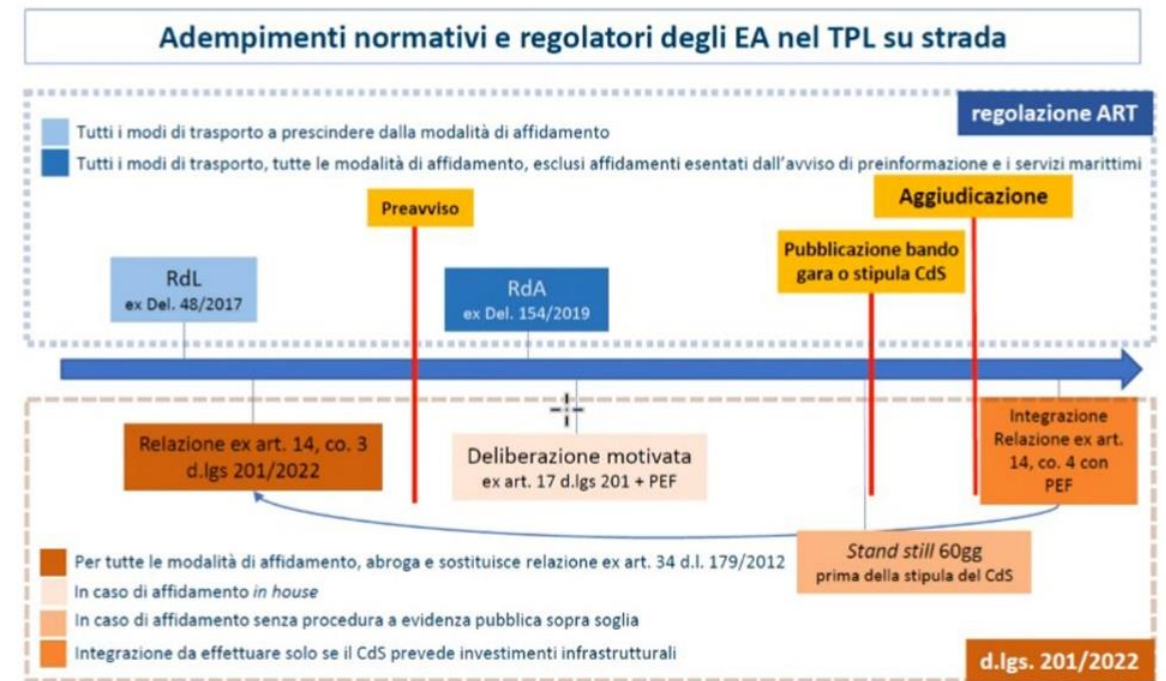 Adempimenti normativi e regolatori degli EA nel TPL su strada
regolazione ART
Tutti i modi di trasporto a prescindere dalla modalità di affidamento
Tutti i modi di trasporto, tutte le modalità di affidamento, esclusi affidamenti esentati dall'avviso di preinformazione e i servizi marittimi
Preavviso
Aggiudicazione
Pubblicazione bando
gara o stipula CdS
RdL
ex Del. 48/2017
RdA
ex Del. 154/2019
Relazione ex art. 14, co. 3
d.lgs 201/2022
Deliberazione motivata
ex art. 17 d.lgs 201 + PEF
Integrazione
Relazione ex art.
14, co. 4 con
PEF
Stand still 60gg
prima della stipula del CdS
Per tutte le modalità di affidamento, abroga e sostituisce relazione ex art. 34 d.l. 179/2012
In caso di affidamento in house
In caso di affidamento senza procedura a evidenza pubblica sopra soglia
Integrazione da effettuare solo se il CdS prevede investimenti infrastrutturali
d.lgs. 201/2022